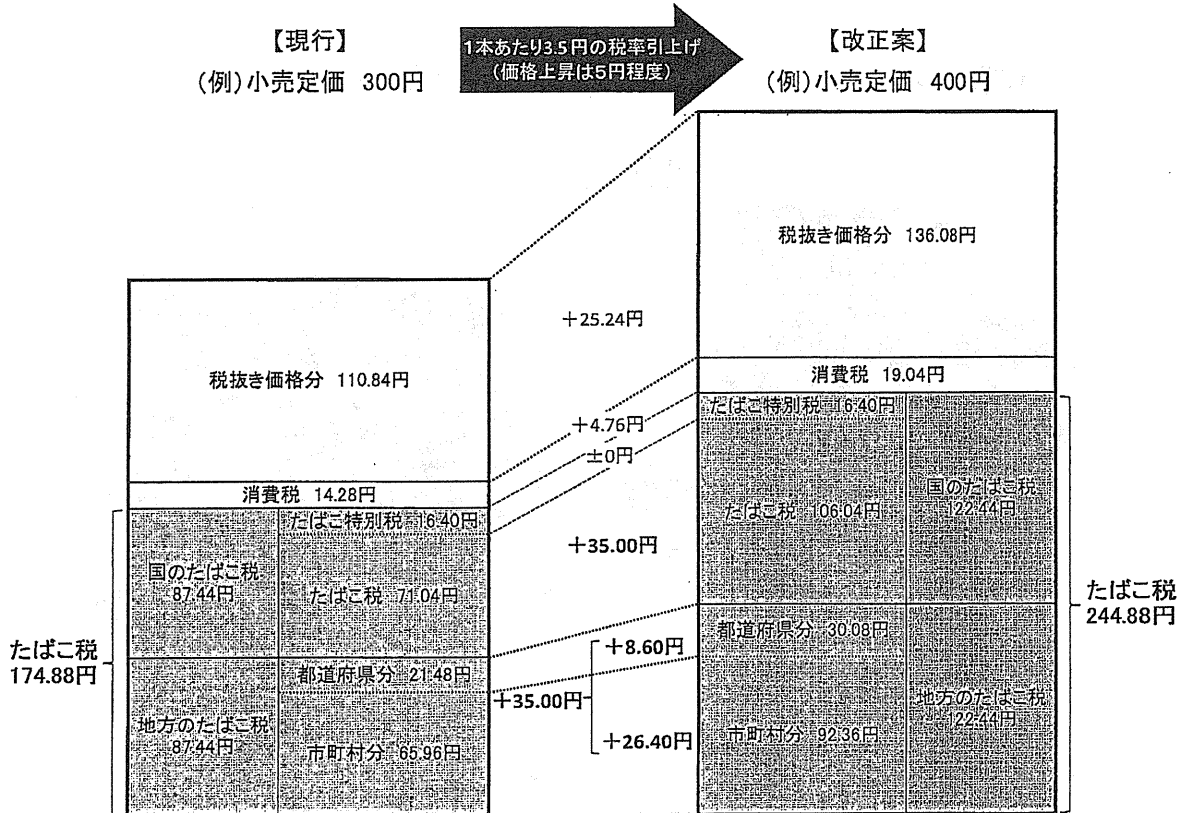 【現行】
(例)小売定価 300円
1本あたり3.5円の税率引上げ
(価格上昇は5円程度)
【改正案】
(例)小売定価 400円
税抜き価格分 110.84円
消費税 14.28円
たばこ特別税 16.40円
国のたばこ税
87.44円
たばこ税 71.04円
都道府県分 21.48円
地方のたばこ税
87.44円
市町村分 65.96円
たばこ税
174.88円
+25.24円
+4.76円
±0円
+35.00円
+8.60円
+35.00円
+26.40円
税抜き価格分 136.08円
消費税 19.04円
たばこ特別税 16.40円
国のたばこ税
122.44円
たばこ税 106.04円
都道府県分 30.08円
地方のたばこ税
122.44円
市町村分 92.36円
たばこ税
244.88円